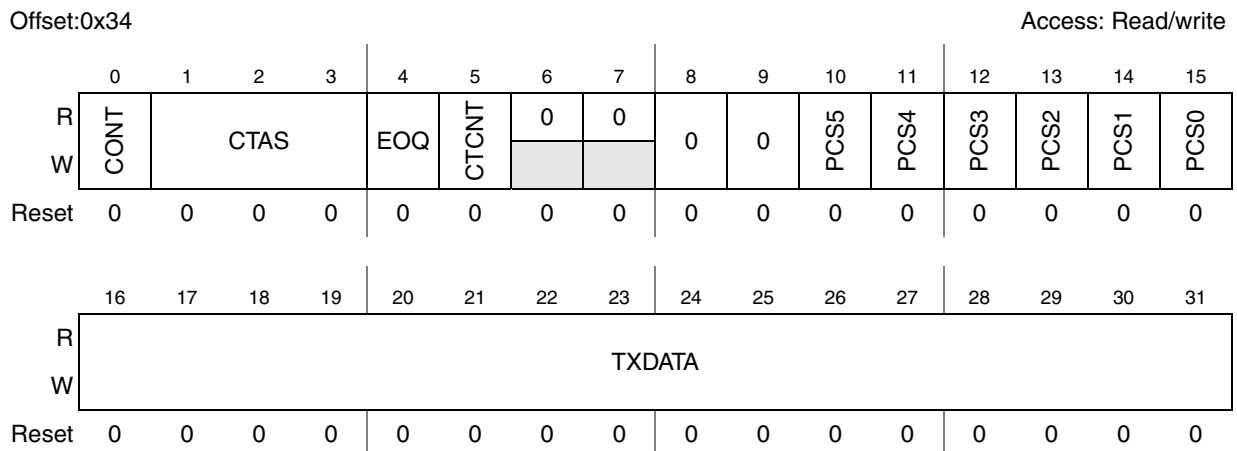 Offset:0x34 Access: Read/write
0 1 2 3 4 5 6 7 8 9 10 11 12 13 14 15
R
W
CONT CTAS EOQ CTCNT 0 0 0 0 PCS5 PCS4 PCS3 PCS2 PCS1 PCS0
Reset 0 0 0 0 0 0 0 0 0 0 0 0 0 0 0 0
16 17 18 19 20 21 22 23 24 25 26 27 28 29 30 31
R
TXDATA
W
Reset 0 0 0 0 0 0 0 0 0 0 0 0 0 0 0 0